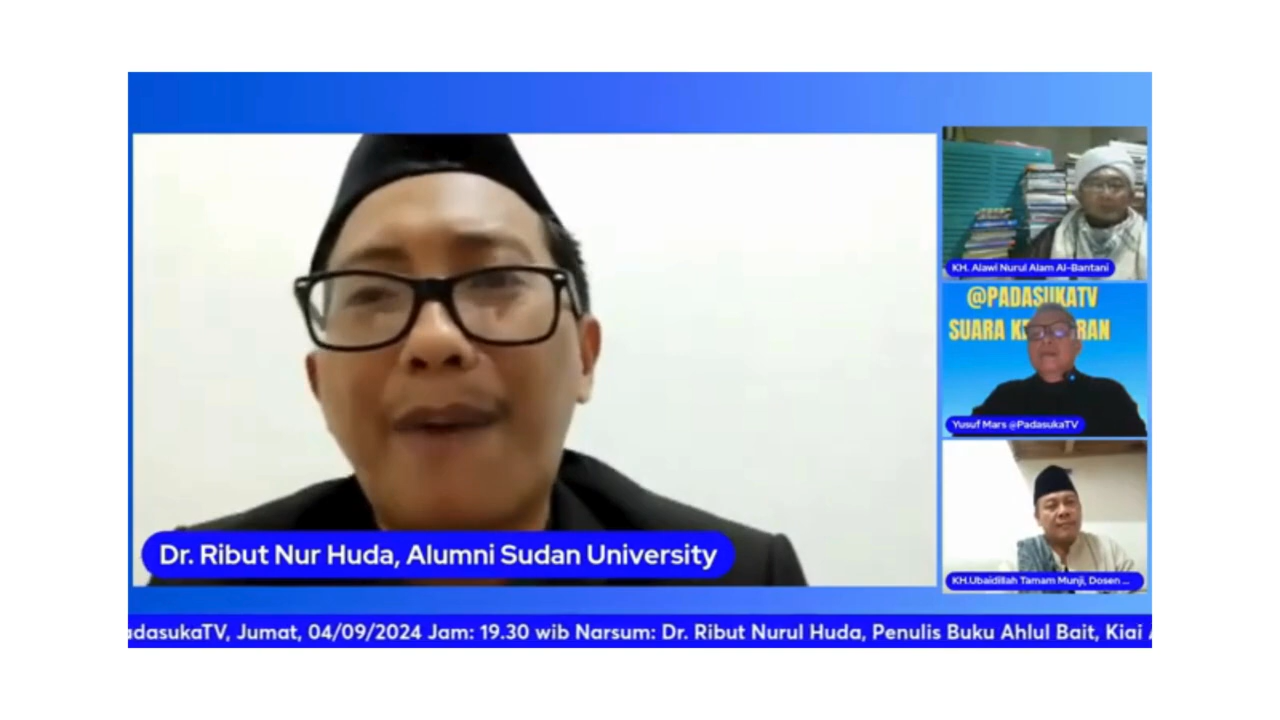 Dr. Ribut Nur Huda, Alumni Sudan University
KH. Alawi Nurul Alam Al-Bantani
@PADASUKATV
SUARA
Yusuf Mars @PadasukaTV
KH.Ubaidillah Tamam Munji, Dosen ...
adasukaTV, Jumat, 04/09/2024 Jam: 19.30 wib Narsum: Dr. Ribut Nurul Huda, Penulis Buku Ahlul Bait, Kiai